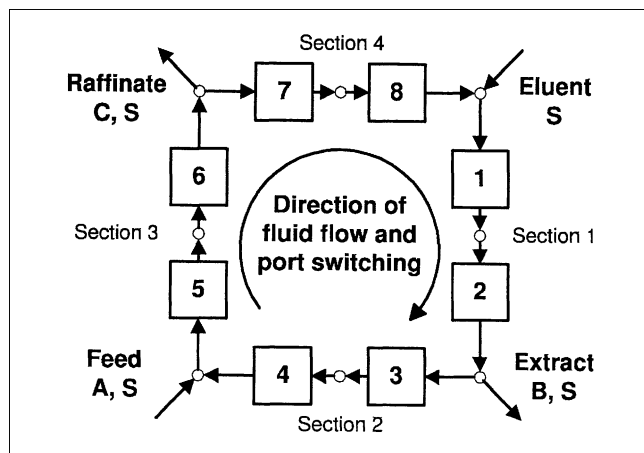 Section 4
Raffinate
C, S
7
8
Eluent
S
6
1
Direction of
fluid flow and
port switching
Section 3
Section 1
5
2
Feed
A, S
4
3
Extract
B, S
Section 2